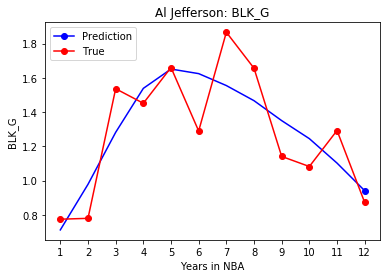 Al Jefferson: BLK_G
Prediction
True
1.8
1.6
1.4
1.2
1.0
0.8
BLK_G
1 2 3 4 5 6 7 8 9 10 11 12
Years in NBA